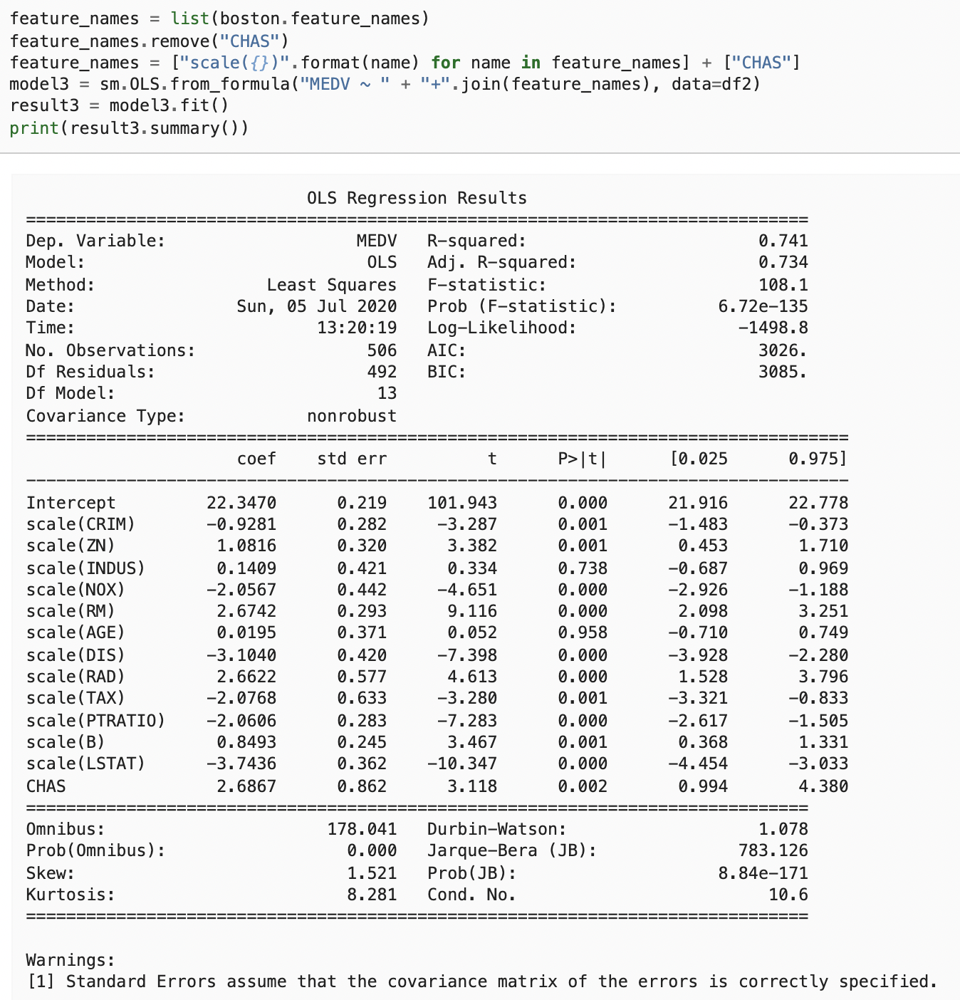 feature_names = list(boston.feature_names)
feature_names.remove("CHAS")
feature_names = ["scale({})".format(name) for name in feature_names] + ["CHAS"]
model3 = sm.OLS.from_formula("MEDV ~ " + "+".join(feature_names), data=df2)
result3 = model3.fit()
print(result3.summary())
OLS Regression Results
==============================================================================
Dep. Variable: MEDV R-squared: 0.741
Model: OLS Adj. R-squared: 0.734
Method: Least Squares F-statistic: 108.1
Date: Sun, 05 Jul 2020 Prob (F-statistic): 6.72e-135
Time: 13:20:19 Log-Likelihood: -1498.8
No. Observations: 506 AIC: 3026.
Df Residuals: 492 BIC: 3085.
Df Model: 13
Covariance Type: nonrobust
==================================================================================
coef std err t P>|t| [0.025 0.975]
----------------------------------------------------------------------------------
Intercept 22.3470 0.219 101.943 0.000 21.916 22.778
scale(CRIM) -0.9281 0.282 -3.287 0.001 -1.483 -0.373
scale(ZN) 1.0816 0.320 3.382 0.001 0.453 1.710
scale(INDUS) 0.1409 0.421 0.334 0.738 -0.687 0.969
scale(NOX) -2.0567 0.442 -4.651 0.000 -2.926 -1.188
scale(RM) 2.6742 0.293 9.116 0.000 2.098 3.251
scale(AGE) 0.0195 0.371 0.052 0.958 -0.710 0.749
scale(DIS) -3.1040 0.420 -7.398 0.000 -3.928 -2.280
scale(RAD) 2.6622 0.577 4.613 0.000 1.528 3.796
scale(TAX) -2.0768 0.633 -3.280 0.001 -3.321 -0.833
scale(PTRATIO) -2.0606 0.283 -7.283 0.000 -2.617 -1.505
scale(B) 0.8493 0.245 3.467 0.001 0.368 1.331
scale(LSTAT) -3.7436 0.362 -10.347 0.000 -4.454 -3.033
CHAS 2.6867 0.862 3.118 0.002 0.994 4.380
==============================================================================
Omnibus: 178.041 Durbin-Watson: 1.078
Prob(Omnibus): 0.000 Jarque-Bera (JB): 783.126
Skew: 1.521 Prob(JB): 8.84e-171
Kurtosis: 8.281 Cond. No. 10.6
==============================================================================
Warnings:
[1] Standard Errors assume that the covariance matrix of the errors is correctly specified.